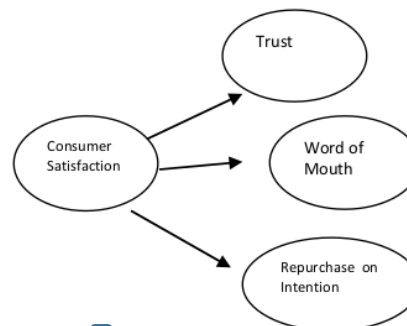 Trust
Consumer
Satisfaction
Word of
Mouth
Repurchase on
Intention